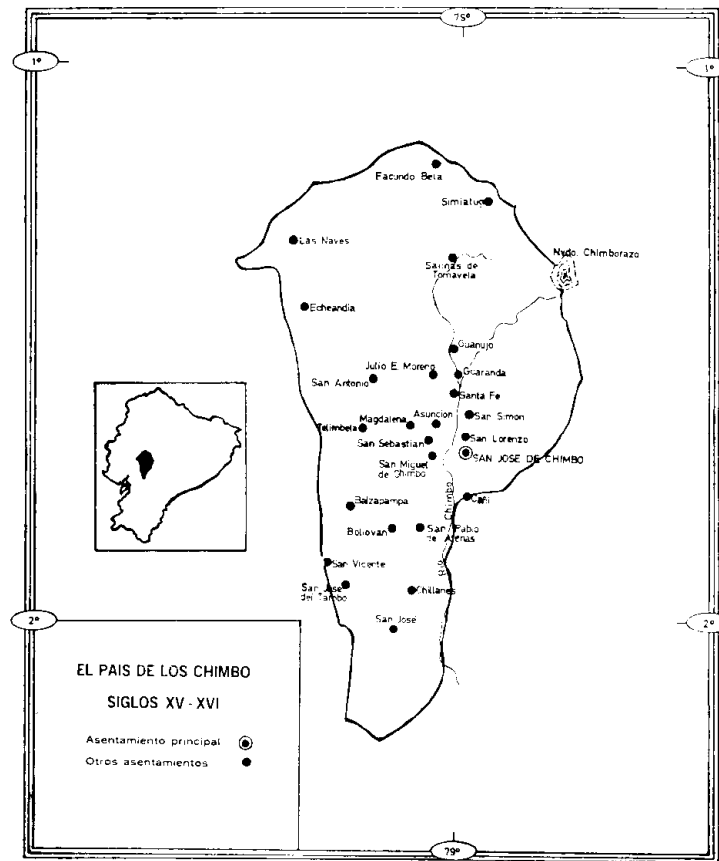 75°
1°
1°
Facundo Bela
Simiatug
Las Naves
Nvdo. Chimborazo
Salinas de
Tomavela
Echeandia
Guanujo
Julio E. Moreno
Guaranda
San Antonio
Santa Fe
Magdalena
Asuncion
San Simon
Telimbela
San Sebastian
San Lorenzo
San Miguel
de Chimbo
SAN JOSE DE CHIMBO
Balzapampa
Cañi
Rio Chimbo
Boliovan
San Pablo
de Atenas
San Vicente
San Jose
del Tambo
Chillanes
San José
2°
2°
EL PAIS DE LOS CHIMBO
SIGLOS XV - XVI
Asentamiento principal
Otros asentamientos
79°